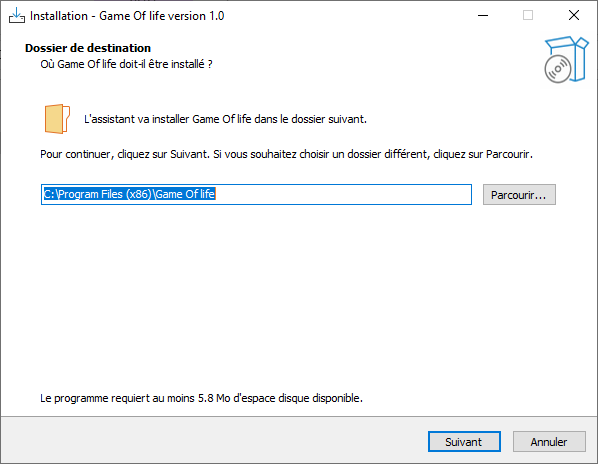 Installation - Game Of life version 1.0
Dossier de destination
Où Game Of life doit-il être installé ?
L'assistant va installer Game Of life dans le dossier suivant.
Pour continuer, cliquez sur Suivant. Si vous souhaitez choisir un dossier différent, cliquez sur Parcourir.
C:\Program Files (x86)\Game Of life
Parcourir...
Le programme requiert au moins 5.8 Mo d'espace disque disponible.
Suivant
Annuler